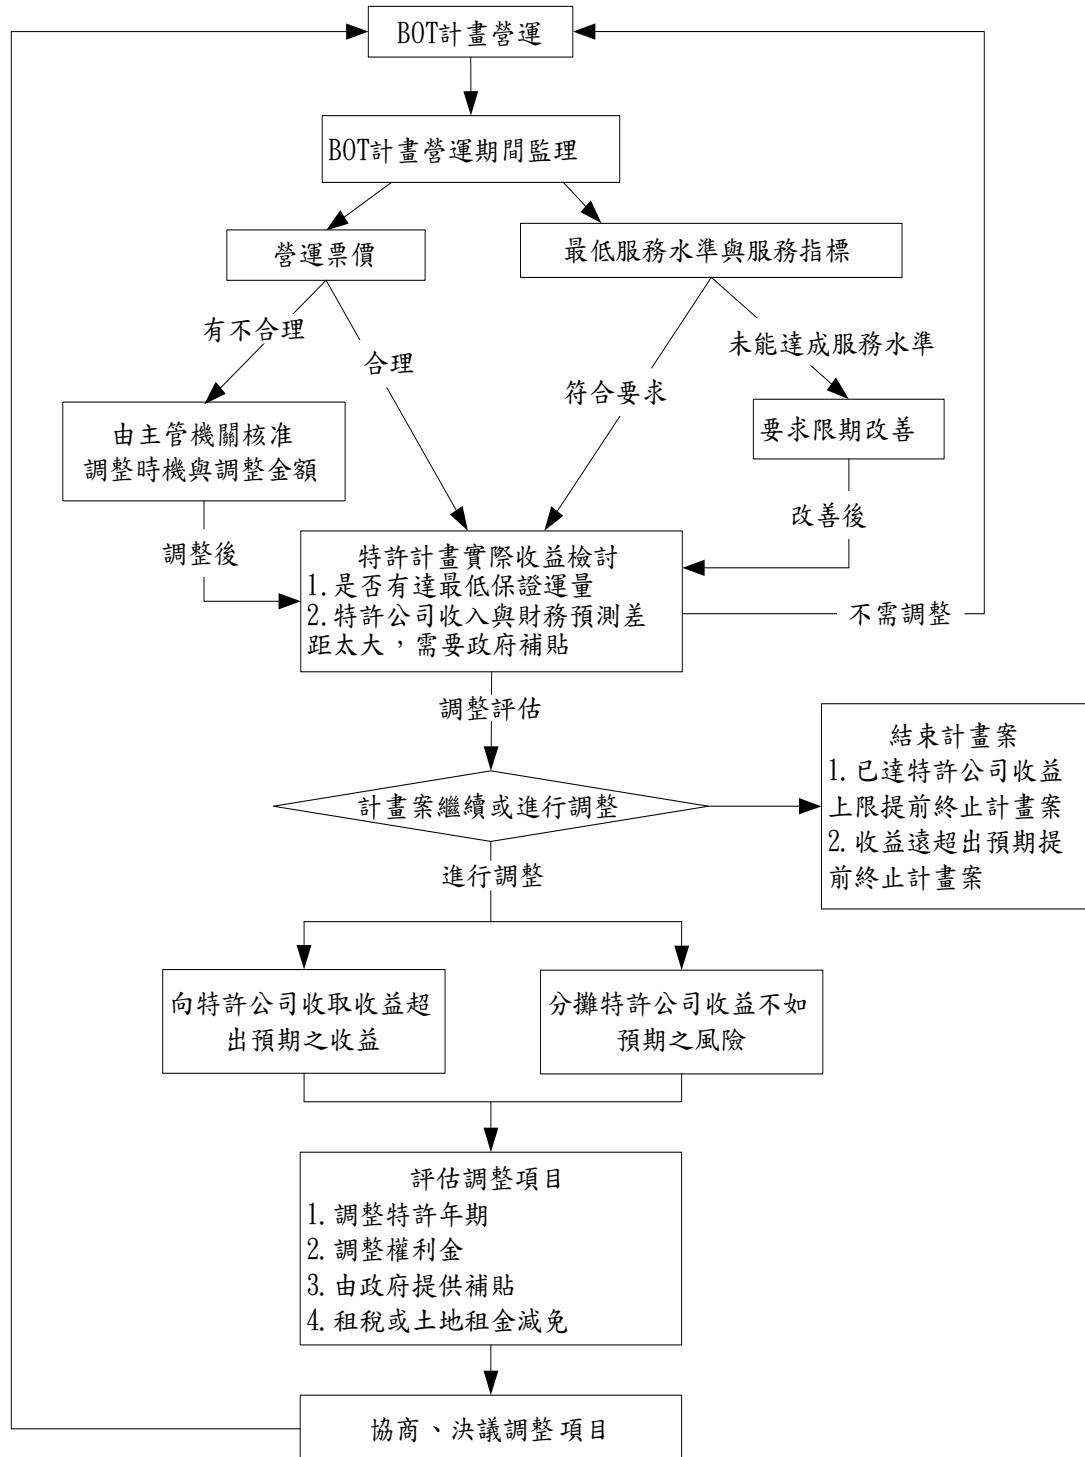 BOT計畫營運
BOT計畫營運期間監理
營運票價
最低服務水準與服務指標
有不合理
合理
符合要求
未能達成服務水準
由主管機關核准
調整時機與調整金額
要求限期改善
調整後
改善後
特許計畫實際收益檢討
1.是否有達最低保證運量
2.特許公司收入與財務預測差
距太大，需要政府補貼
不需調整
調整評估
計畫案繼續或進行調整
結束計畫案
1.已達特許公司收益
上限提前終止計畫案
2.收益遠超出預期提
前終止計畫案
進行調整
向特許公司收取收益超
出預期之收益
分攤特許公司收益不如
預期之風險
評估調整項目
1.調整特許年期
2.調整權利金
3.由政府提供補貼
4.租稅或土地租金減免
協商、決議調整項目